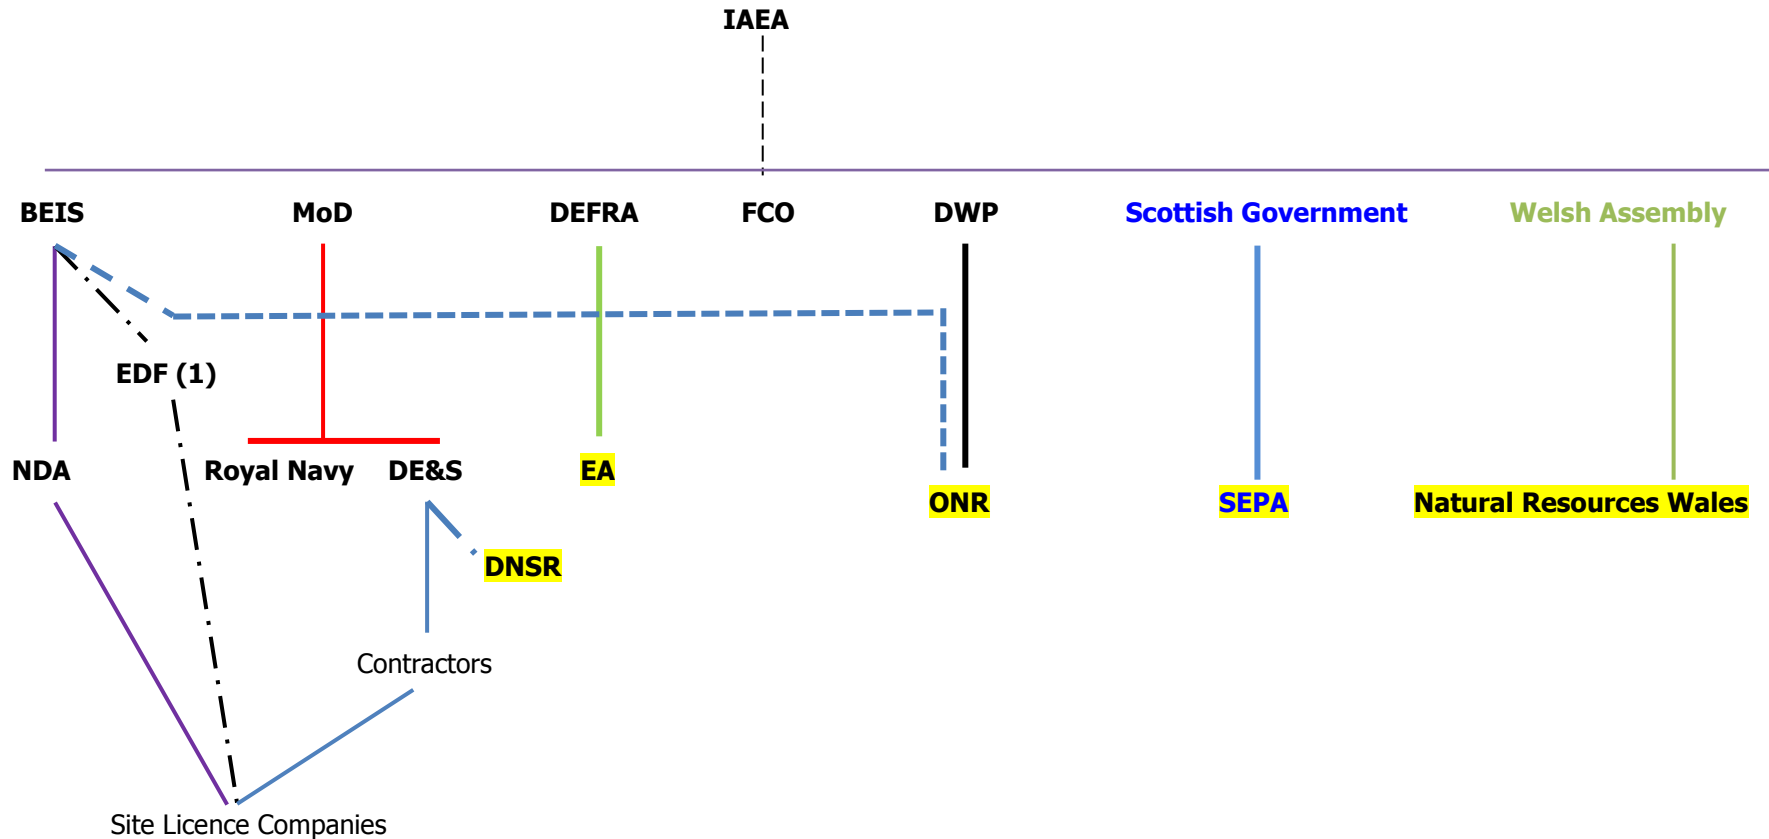 IAEA
BEIS
MoD
DEFRA
FCO
DWP
Scottish Government
Welsh Assembly
EDF (1)
NDA
Royal Navy
DE&S
EA
ONR
SEPA
Natural Resources Wales
DNSR
Contractors
Site Licence Companies